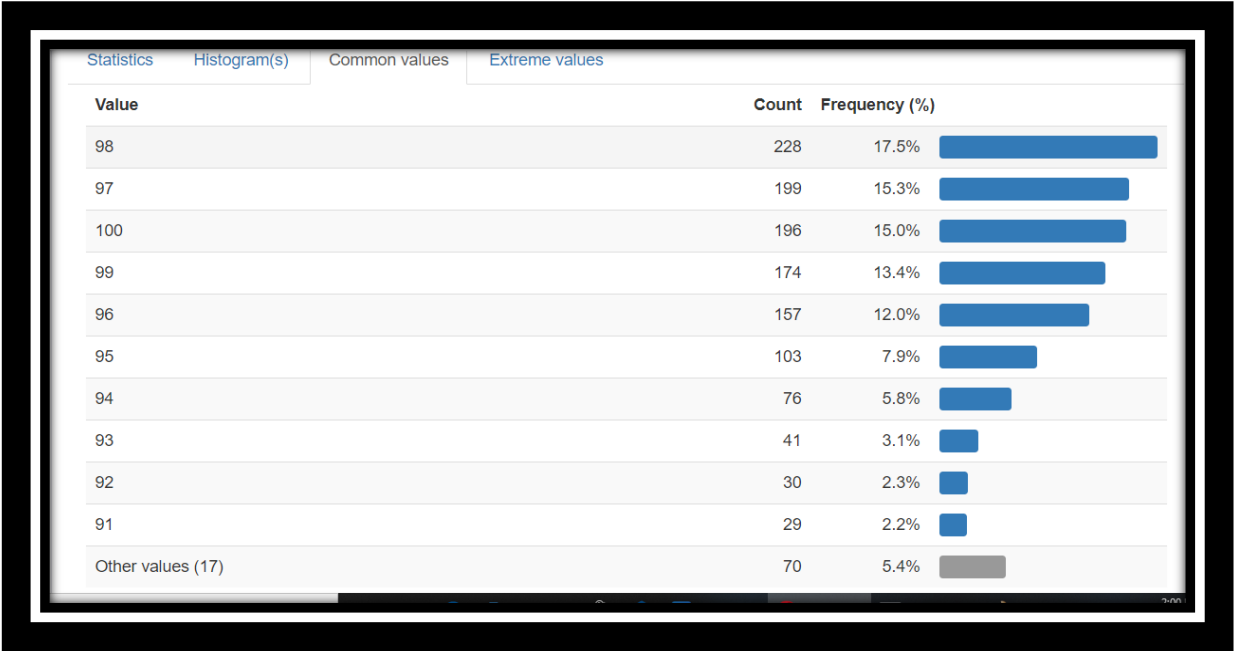 Statistics Histogram(s) Common values Extreme values
Value Count Frequency (%)
98 228 17.5%
97 199 15.3%
100 196 15.0%
99 174 13.4%
96 157 12.0%
95 103 7.9%
94 76 5.8%
93 41 3.1%
92 30 2.3%
91 29 2.2%
Other values (17) 70 5.4%